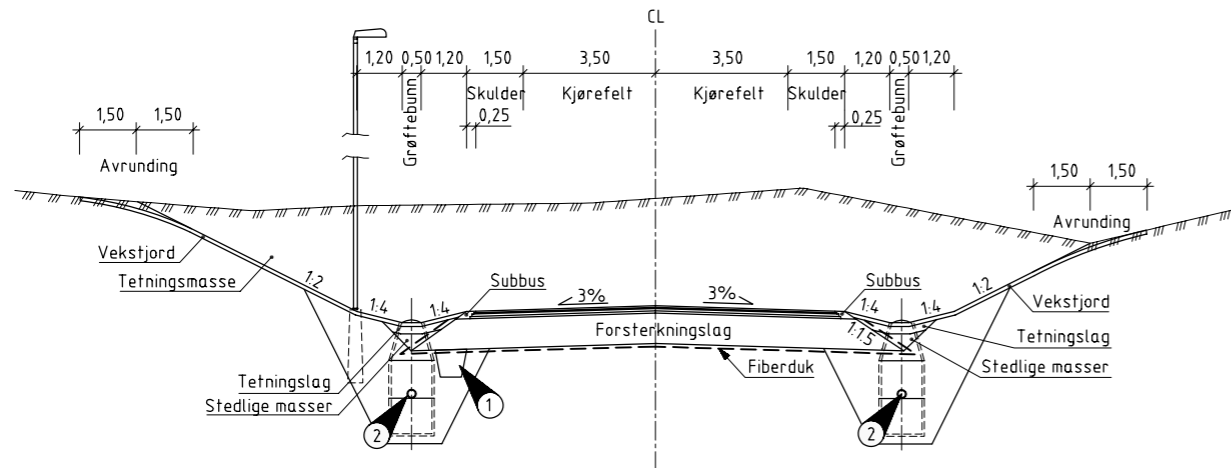 CL
1,20 0,50 1,20 1,50 3,50 3,50 1,50 1,20 0,50 1,20
Grøftebunn
Skulder
Kjørefelt
Kjørefelt
Skulder
Grøftebunn
0,25
0,25
1,50 1,50
Avrunding
1,50 1,50
Avrunding
Vekstjord
Tetningsmasse
1:2
1:4
1:4
Subbus
3%
3%
Subbus
1:4
1:4
1:2
Vekstjord
Forsterkningslag
1:1.5
Tetningslag
Tetningslag
Fiberduk
Stedlige masser
Stedlige masser
1
2
2